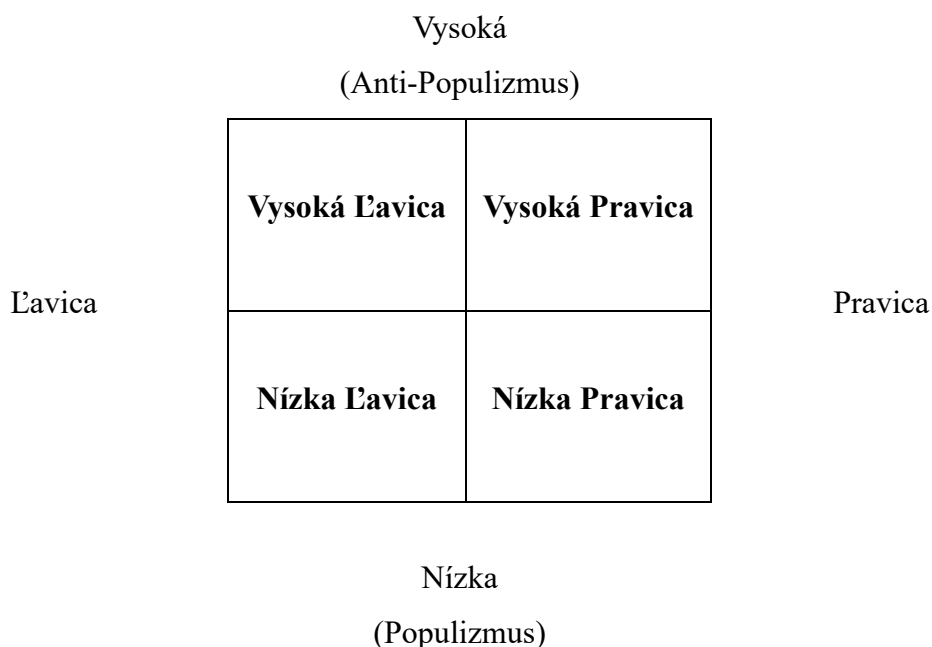 Vysoká
(Anti-Populizmus)
Vysoká Ľavica
Vysoká Pravica
Ľavica
Pravica
Nízka Ľavica
Nízka Pravica
Nízka
(Populizmus)